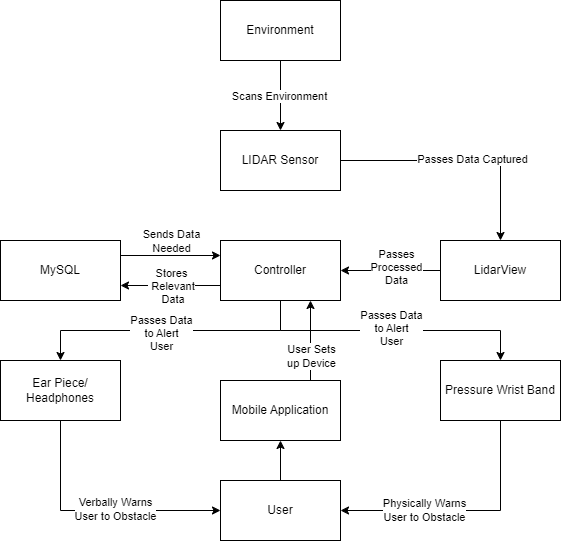 Environment
Scans Environment
LIDAR Sensor
Passes Data Captured
Sends Data
Needed
MySQL
Stores
Relevant
Data
Controller
Passes
Processed
Data
LidarView
Passes Data
to Alert
User
Passes Data
to Alert
User
User Sets
up Device
Ear Piece/
Headphones
Mobile Application
Pressure Wrist Band
Verbally Warns
User to Obstacle
User
Physically Warns
User to Obstacle